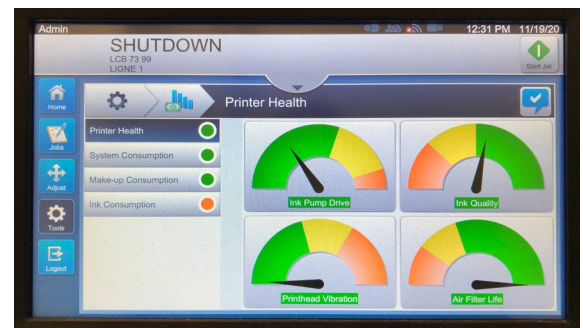 Admin
12:31 PM 11/19/20
SHUTDOWN
LCB 73 99
LIGNE 1
Start Jet
Home
Printer Health
Jobs
Printer Health
System Consumption
Adjust
Make-up Consumption
Ink Consumption
Tools
Logout
Ink Pump Drive
Ink Quality
Printhead Vibration
Air Filter Life